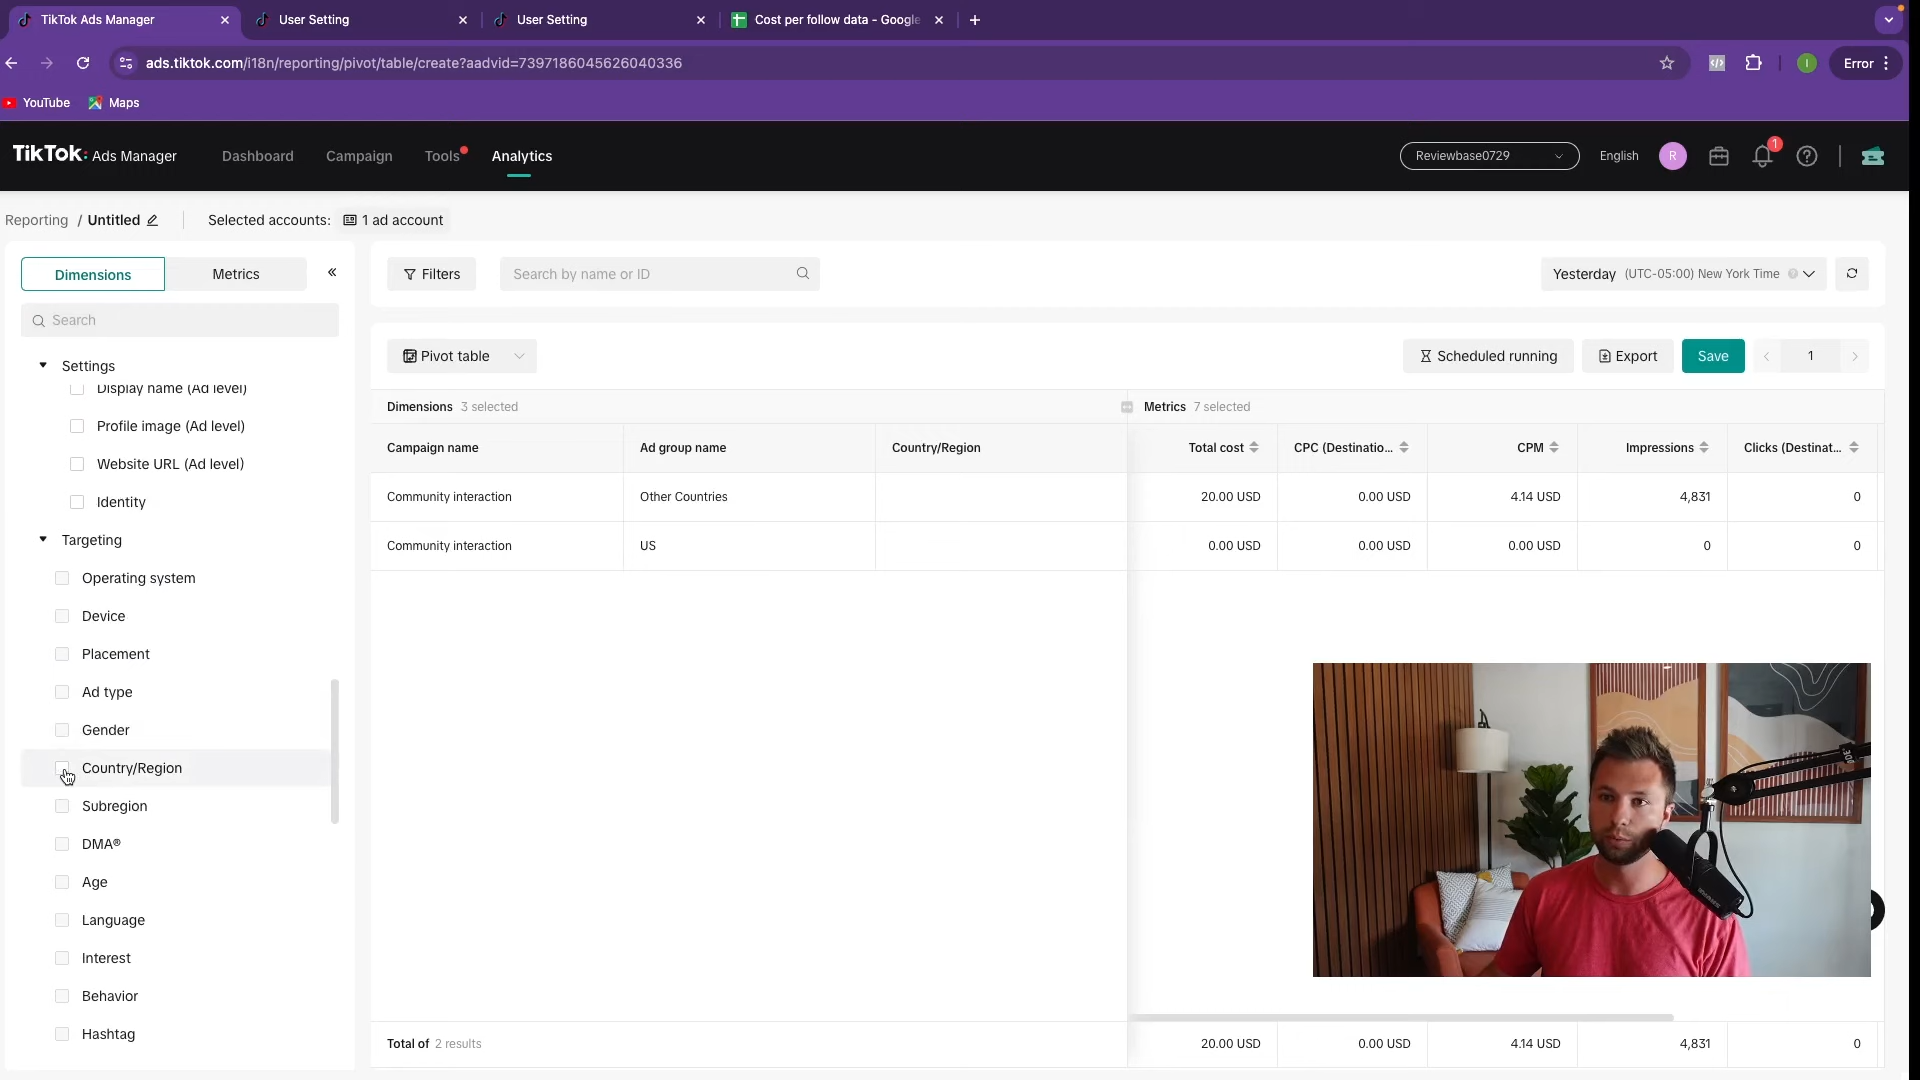 TikTok Ads Manager
User Setting
User Setting
Cost per follow data - Google
ads.tiktok.com/i18n/reporting/pivot/table/create?aadvid=7397186045626040336
I
Error
YouTube
Maps
TikTok: Ads Manager
Dashboard
Campaign
Tools
Analytics
Reviewbase0729
English
R
1
Reporting / Untitled
Selected accounts: 1 ad account
Dimensions
Metrics
Search
Settings
Display name (Ad level)
Profile image (Ad level)
Website URL (Ad level)
Identity
Targeting
Operating system
Device
Placement
Ad type
Gender
Country/Region
Subregion
DMA®
Age
Language
Interest
Behavior
Hashtag
Filters
Search by name or ID
Yesterday (UTC-05:00) New York Time
Pivot table
Scheduled running
Export
Save
1
Dimensions 3 selected
Metrics 7 selected
Campaign name Ad group name Country/Region Total cost CPC (Destinatio... CPM Impressions Clicks (Destinat...
Community interaction Other Countries 20.00 USD 0.00 USD 4.14 USD 4,831 0
Community interaction US 0.00 USD 0.00 USD 0.00 USD 0 0
Total of 2 results 20.00 USD 0.00 USD 4.14 USD 4,831 0